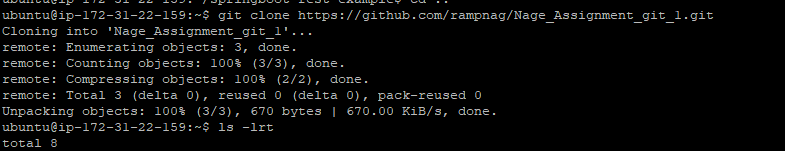 ubuntu@ip-172-31-22-159:~$ git clone https://github.com/rampnag/Nage_Assignment_git_1.git
Cloning into 'Nage_Assignment_git_1'...
remote: Enumerating objects: 3, done.
remote: Counting objects: 100% (3/3), done.
remote: Compressing objects: 100% (2/2), done.
remote: Total 3 (delta 0), reused 0 (delta 0), pack-reused 0
Unpacking objects: 100% (3/3), 670 bytes | 670.00 KiB/s, done.
ubuntu@ip-172-31-22-159:~$ ls -lrt
total 8